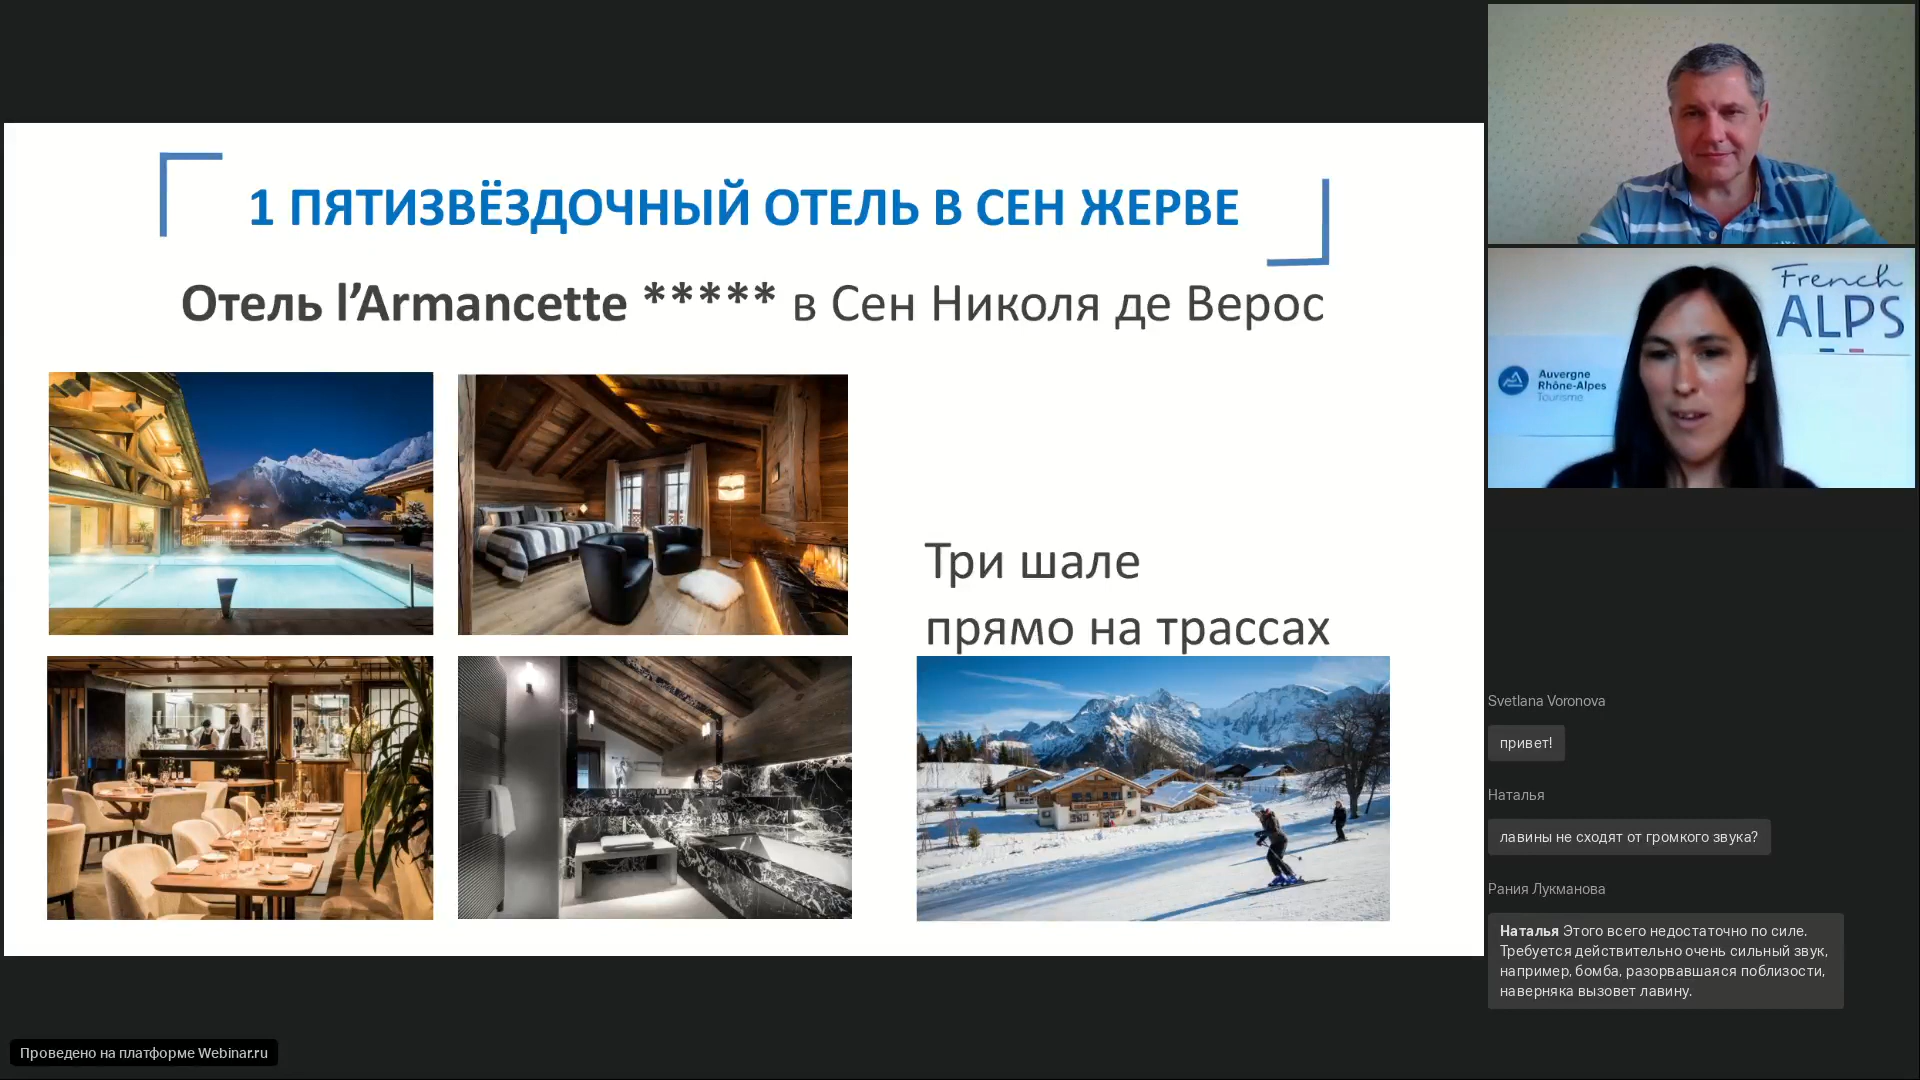 1 ПЯТИЗВЁЗДОЧНЫЙ ОТЕЛЬ В СЕН ЖЕРВЕ
Отель l’Armancette ***** в Сен Николя де Верос
Три шале
прямо на трассах
French
ALPS
Auvergne
Rhône-Alpes
Tourisme
Svetlana Voronova
привет!
Наталья
лавины не сходят от громкого звука?
Рания Лукманова
Наталья Этого всего недостаточно по силе.
Требуется действительно очень сильный звук,
например, бомба, разорвавшаяся поблизости,
наверняка вызовет лавину.
Проведено на платформе Webinar.ru